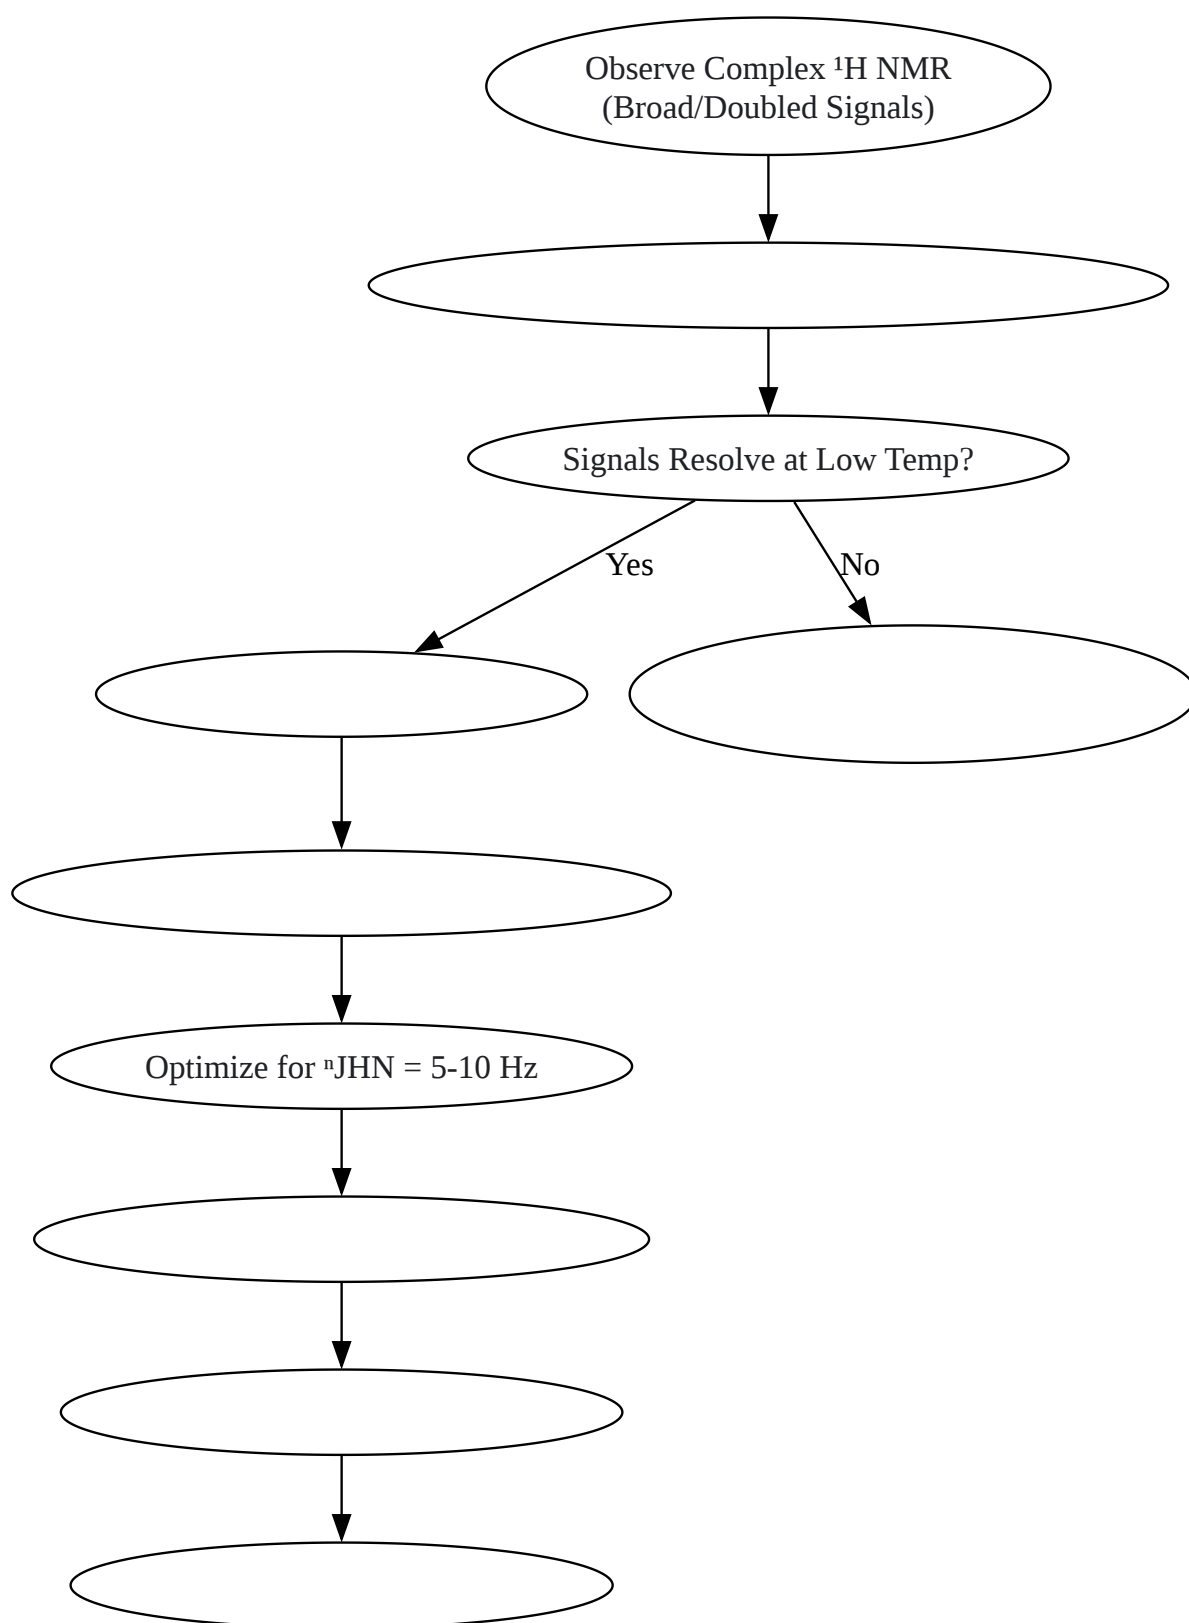 Observe Complex ¹H NMR
(Broad/Doubled Signals)
Signals Resolve at Low Temp?
Yes
No
Optimize for ⁿJHN = 5-10 Hz